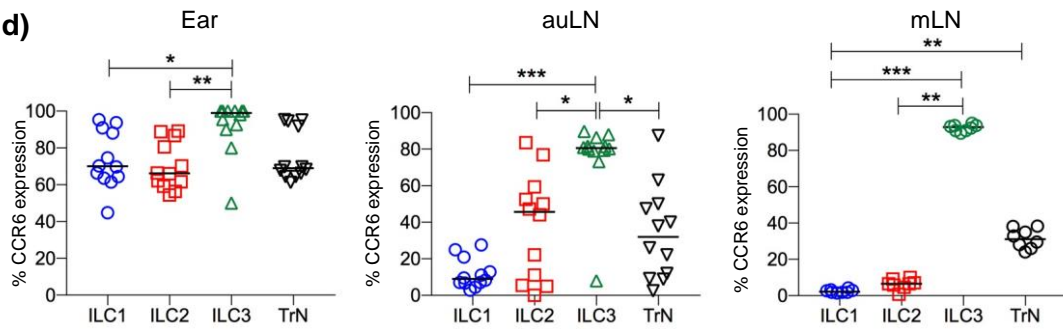 d)
Ear
auLN
mLN
*
**
% CCR6 expression
100
80
60
40
20
0
ILC1 ILC2 ILC3 TrN
***
* *
% CCR6 expression
100
80
60
40
20
0
ILC1 ILC2 ILC3 TrN
**
***
**
% CCR6 expression
100
80
60
40
20
0
ILC1 ILC2 ILC3 TrN